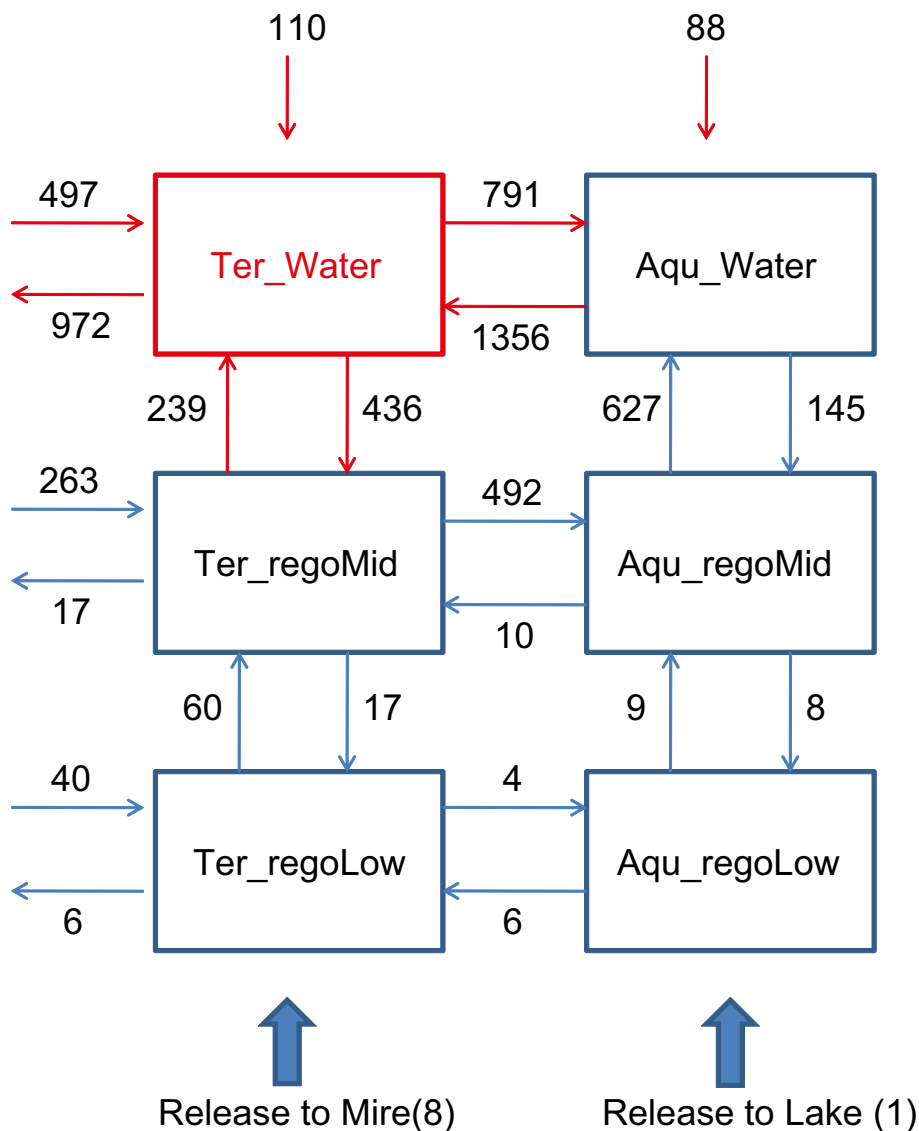 110 88
497 791
Ter_Water Aqu_Water
972 1356
239 436 627 145
263 492
Ter_regoMid Aqu_regoMid
17 10
60 17 9 8
40 4
Ter_regoLow Aqu_regoLow
6 6
Release to Mire(8) Release to Lake (1)